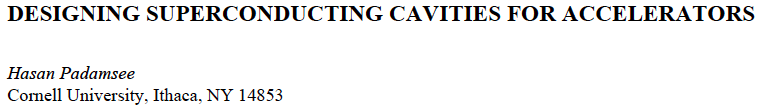 DESIGNING SUPERCONDUCTING CAVITIES FOR ACCELERATORS
Hasan Padamsee
Cornell University, Ithaca, NY 14853